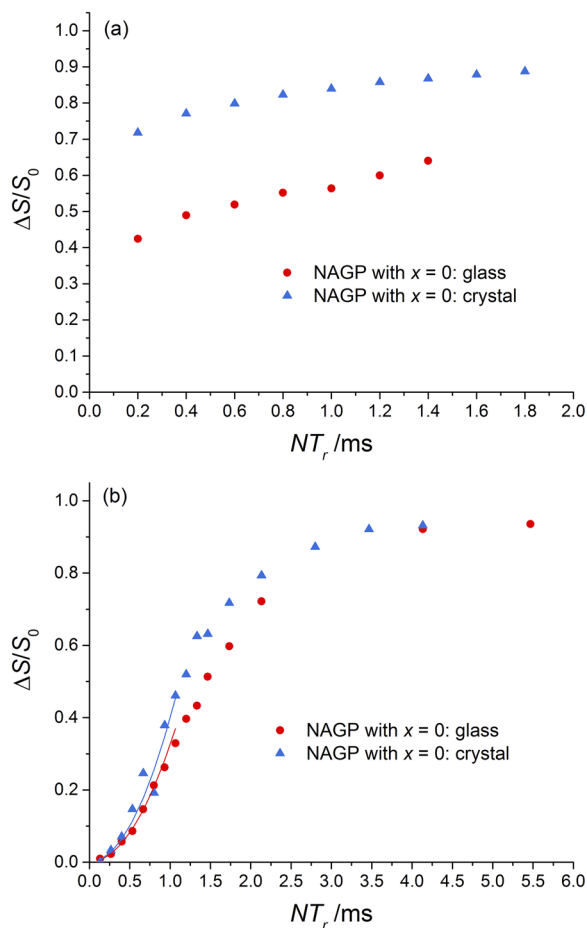 (a)
1.0
0.9
0.8
0.7
0.6
0.5
0.4
0.3
0.2
0.1
0.0
ΔS/S₀
NAGP with x = 0: glass
NAGP with x = 0: crystal
0.0 0.2 0.4 0.6 0.8 1.0 1.2 1.4 1.6 1.8 2.0
NTᵣ /ms
(b)
1.0
0.8
0.6
0.4
0.2
0.0
ΔS/S₀
NAGP with x = 0: glass
NAGP with x = 0: crystal
0.0 0.5 1.0 1.5 2.0 2.5 3.0 3.5 4.0 4.5 5.0 5.5 6.0
NTᵣ /ms